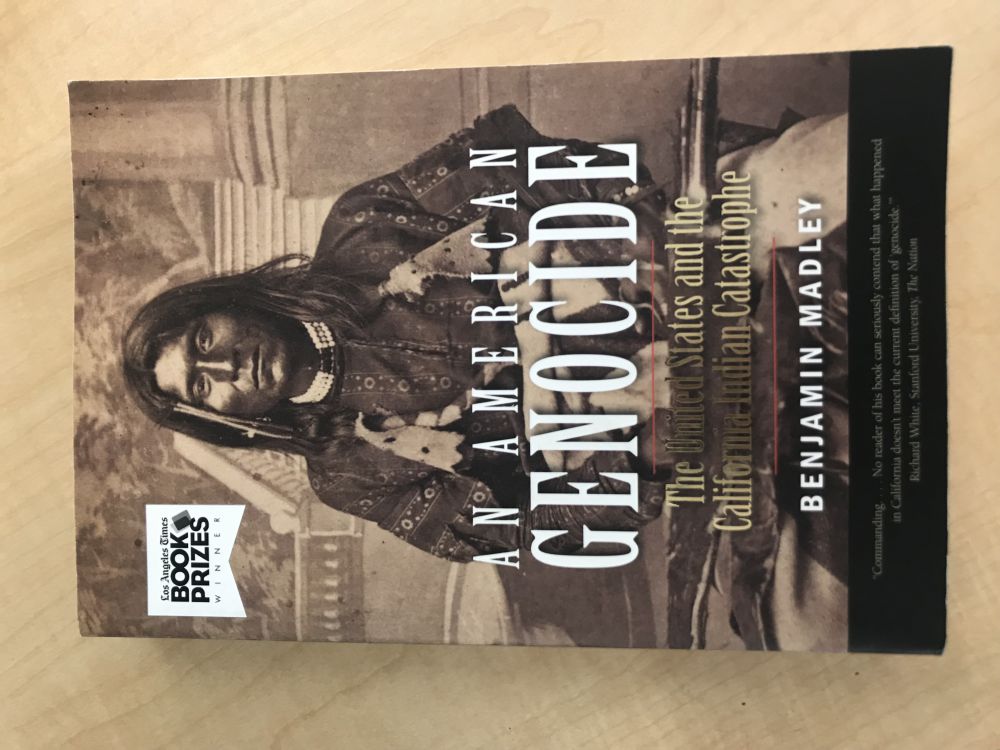 Los Angeles Times
BOOK
PRIZES
WINNER
AN AMERICAN
GENOCIDE
The United States and the
California Indian Catastrophe
BENJAMIN MADLEY
"Commanding. . . . No reader of his book can seriously contend that what happened
in California doesn't meet the current definition of 'genocide.'"
Richard White, Stanford University, The Nation